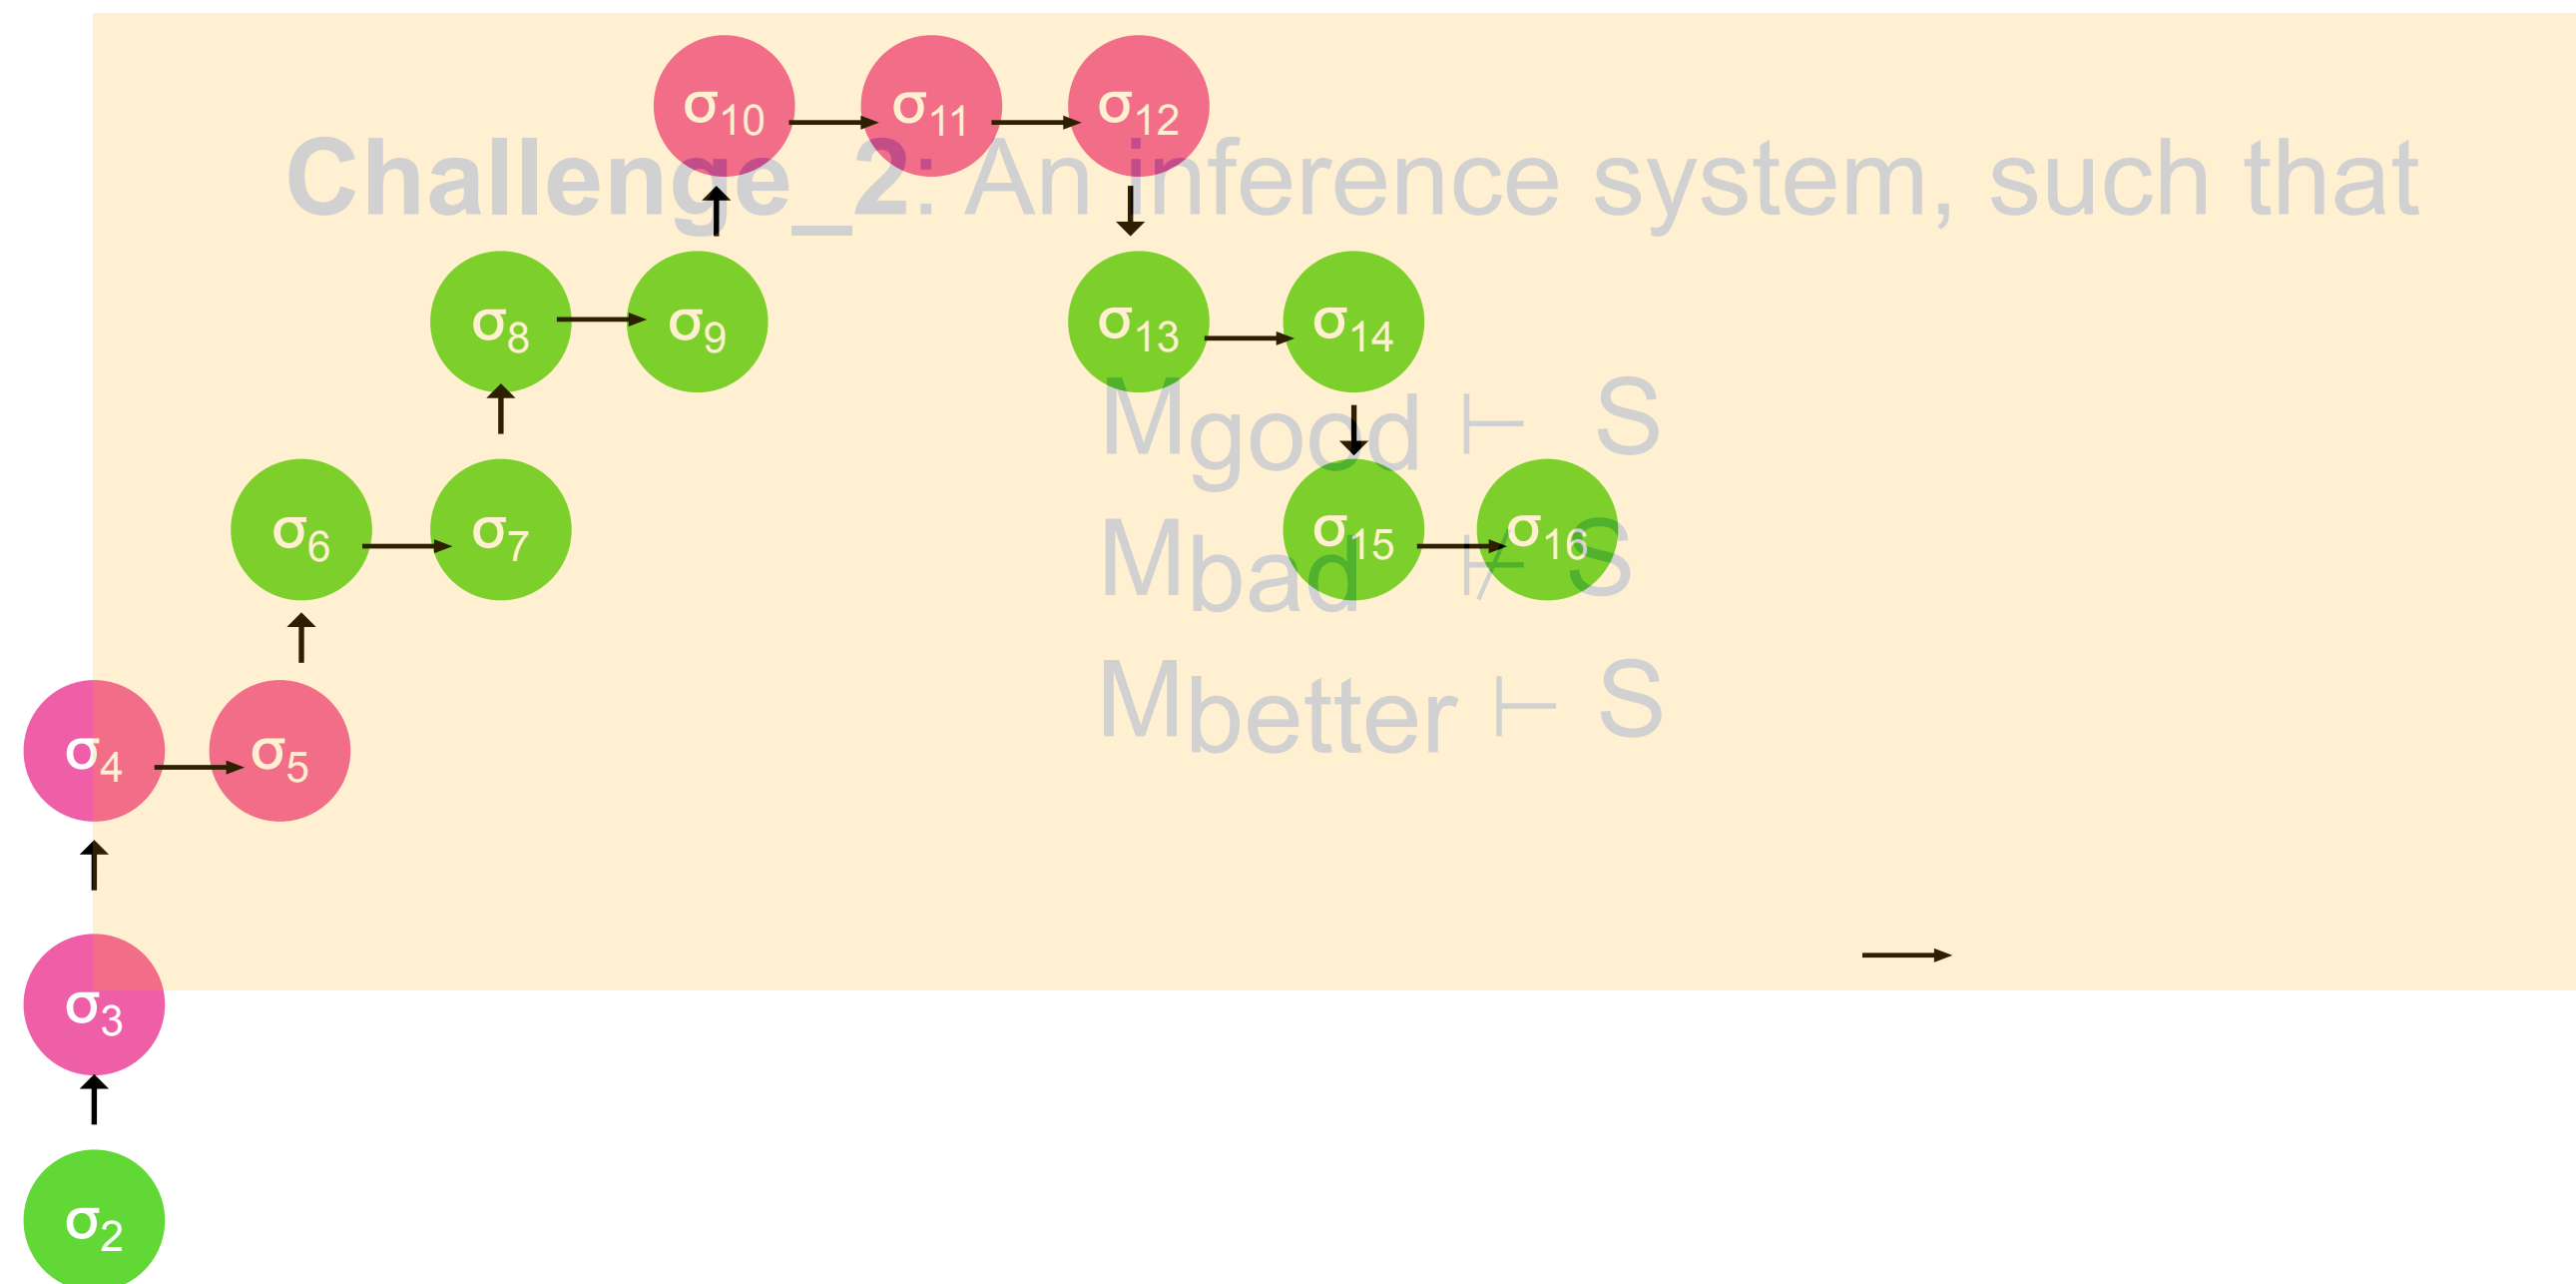 σ10 σ11 σ12
Challenge_2: An inference system, such that
σ8 σ9 σ13 σ14
Mgood ⊢ S
σ6 σ7 σ15 σ16
Mbad ⊬ S
Mbetter ⊢ S
σ4 σ5
σ3
σ2